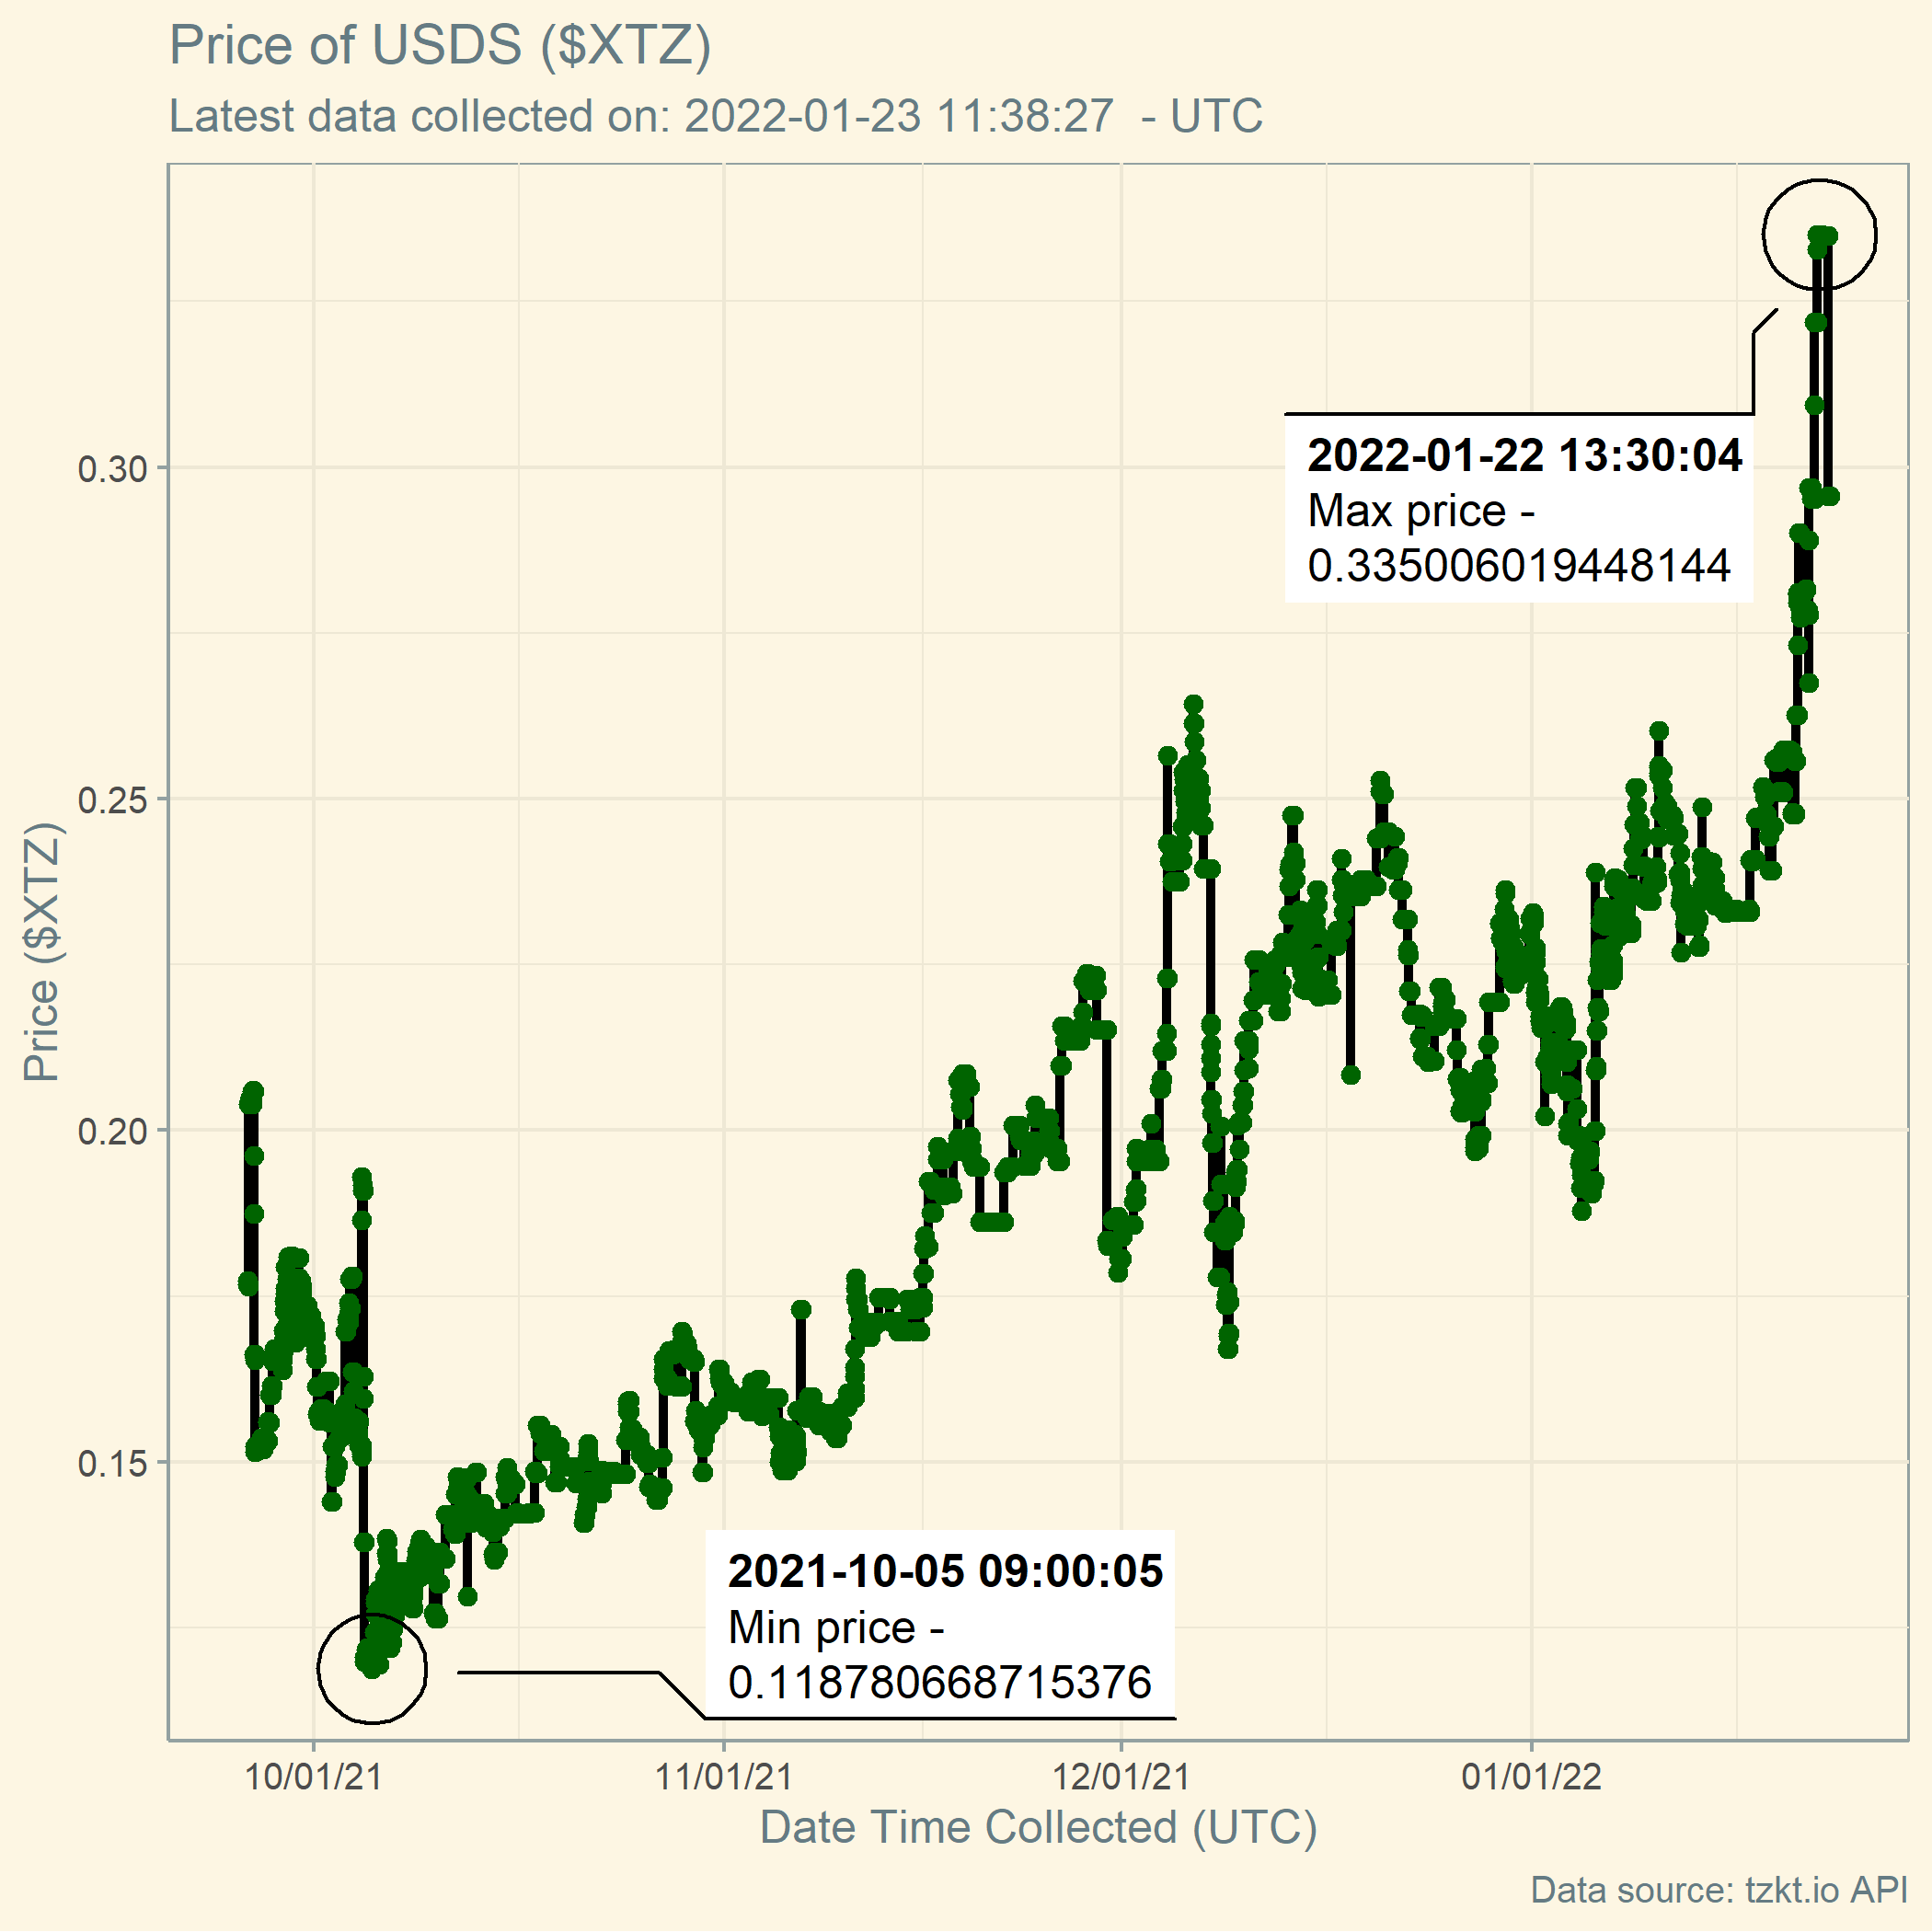 Price of USDS ($XTZ)
Latest data collected on: 2022-01-23 11:38:27  - UTC
Price ($XTZ)
0.30
0.25
0.20
0.15
2022-01-22 13:30:04
Max price -
0.335006019448144
2021-10-05 09:00:05
Min price -
0.118780668715376
10/01/21
11/01/21
12/01/21
01/01/22
Date Time Collected (UTC)
Data source: tzkt.io API